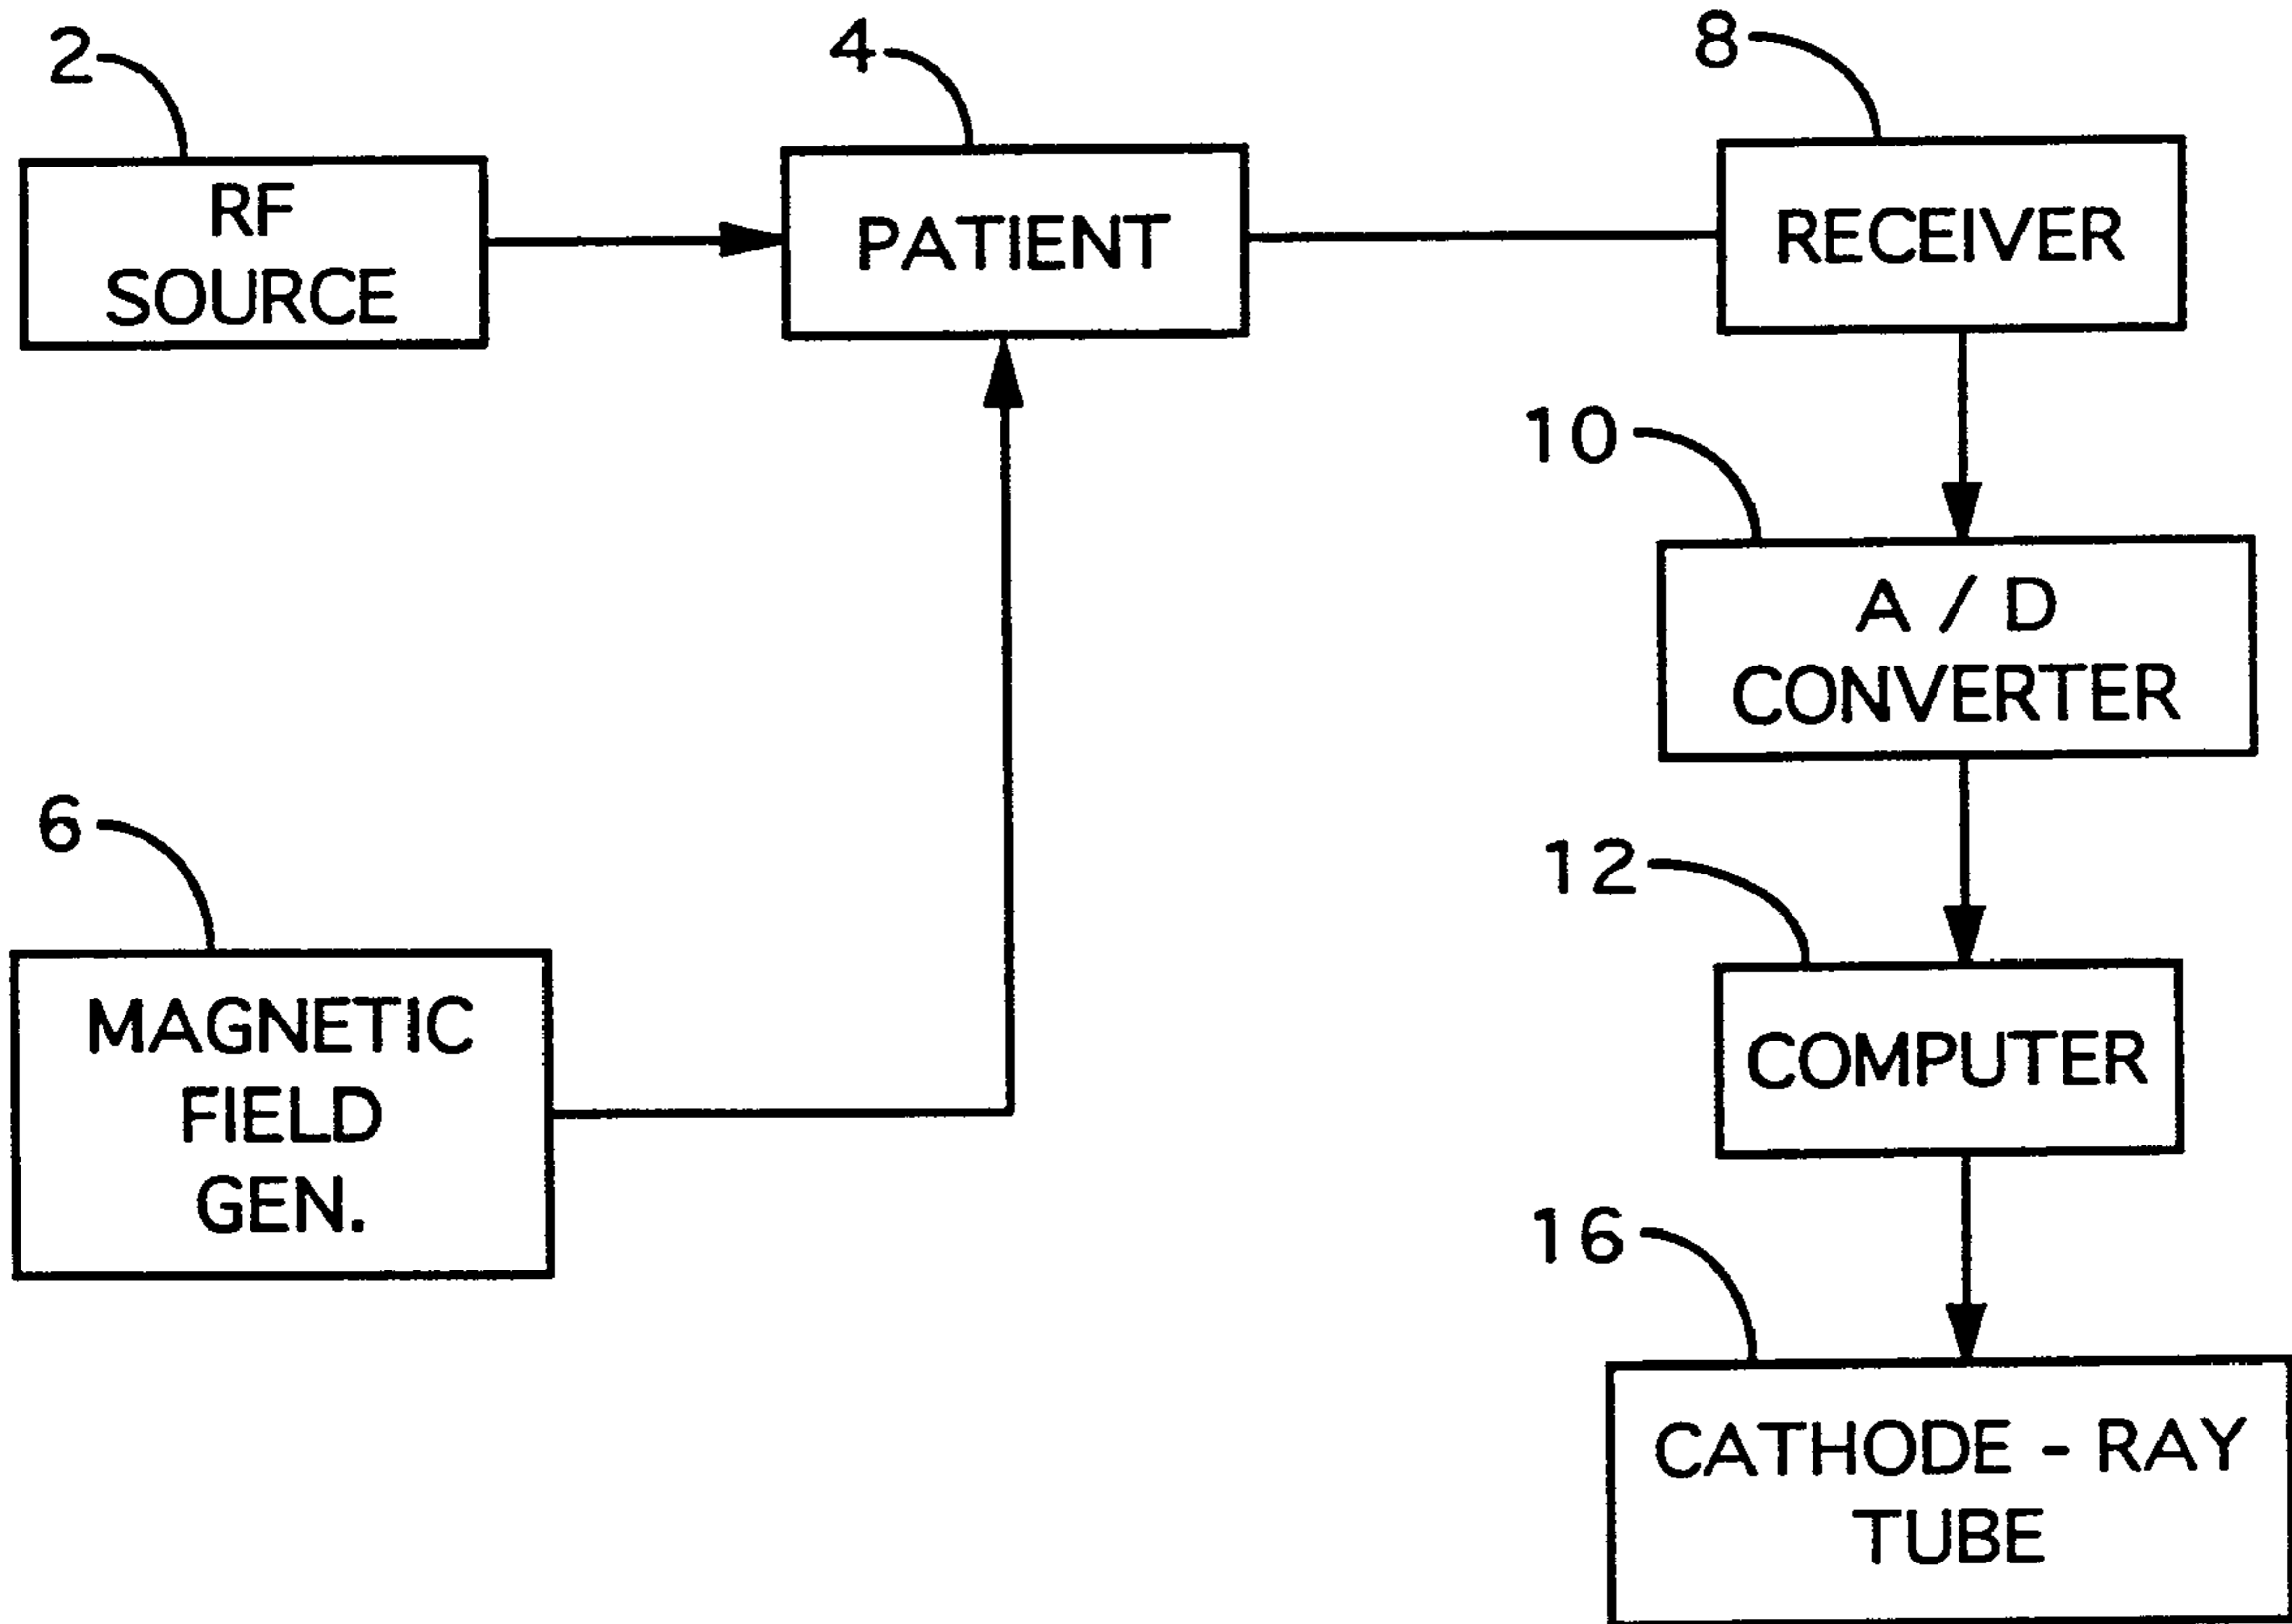 2
4
8
RF
SOURCE
PATIENT
RECEIVER
10
A / D
CONVERTER
6
12
MAGNETIC
FIELD
GEN.
COMPUTER
16
CATHODE - RAY
TUBE